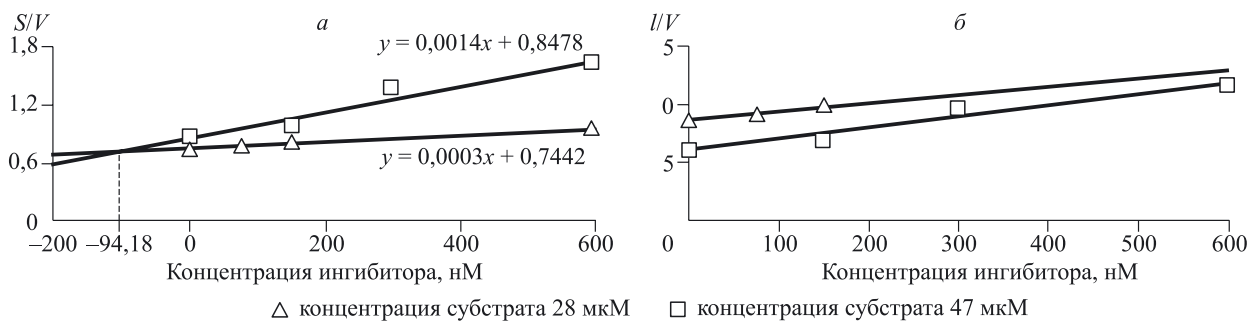 S/V
а
l/V
б
1,8
y = 0,0014x + 0,8478
5
1,2
0
0,6
y = 0,0003x + 0,7442
5
0
–200 –94,18 0 200 400 600
0 100 200 300 400 500 600
Концентрация ингибитора, нМ
Концентрация ингибитора, нМ
концентрация субстрата 28 мкМ
концентрация субстрата 47 мкМ